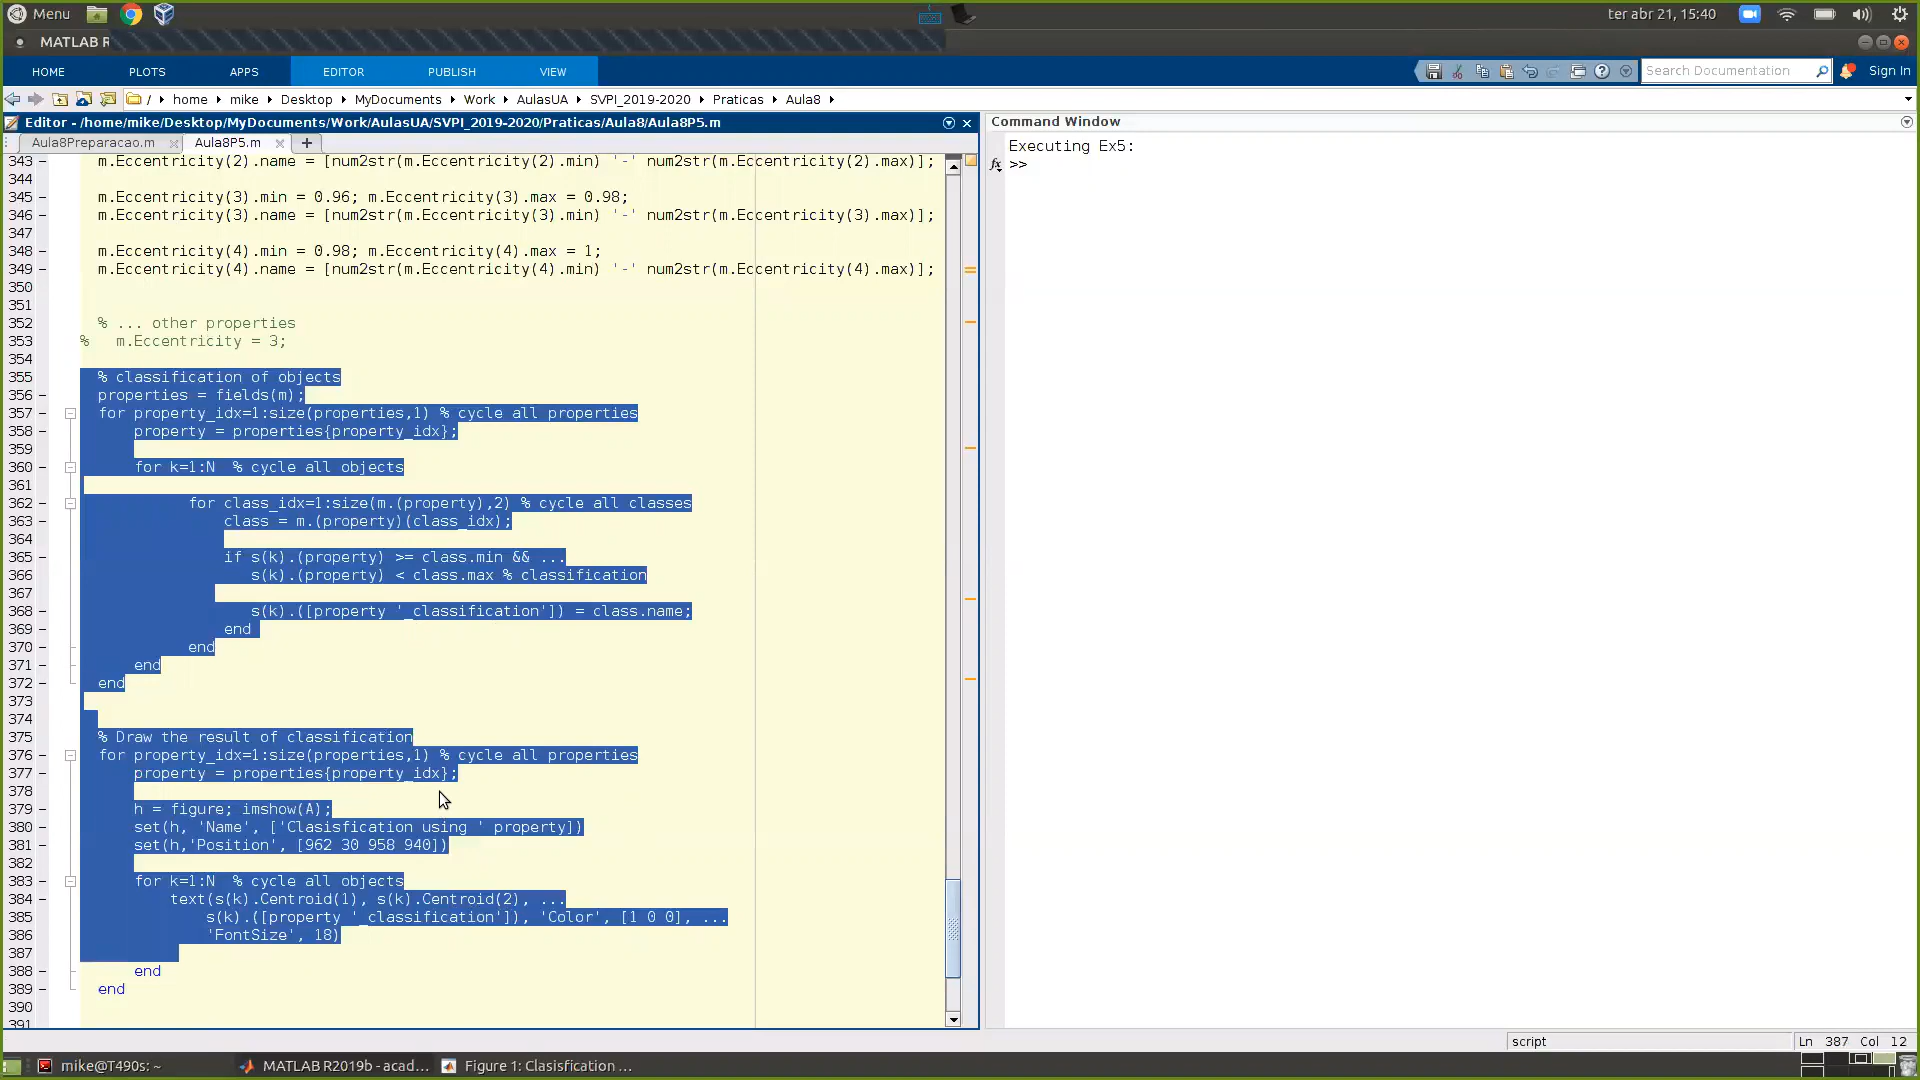 Menu
ter abr 21, 15:40
MATLAB R
HOME PLOTS APPS EDITOR PUBLISH VIEW
Search Documentation
Sign In
/ home mike Desktop MyDocuments Work AulasUA SVPI_2019-2020 Praticas Aula8
Editor - /home/mike/Desktop/MyDocuments/Work/AulasUA/SVPI_2019-2020/Praticas/Aula8/Aula8P5.m
Aula8Preparacao.m Aula8P5.m
343 m.Eccentricity(2).name = [num2str(m.Eccentricity(2).min) '-' num2str(m.Eccentricity(2).max)];
344
345 m.Eccentricity(3).min = 0.96; m.Eccentricity(3).max = 0.98;
346 m.Eccentricity(3).name = [num2str(m.Eccentricity(3).min) '-' num2str(m.Eccentricity(3).max)];
347
348 m.Eccentricity(4).min = 0.98; m.Eccentricity(4).max = 1;
349 m.Eccentricity(4).name = [num2str(m.Eccentricity(4).min) '-' num2str(m.Eccentricity(4).max)];
350
351
352 % ... other properties
353 % m.Eccentricity = 3;
354
355 % classification of objects
356 properties = fields(m);
357 for property_idx=1:size(properties,1) % cycle all properties
358 property = properties{property_idx};
359
360 for k=1:N % cycle all objects
361
362 for class_idx=1:size(m.(property),2) % cycle all classes
363 class = m.(property)(class_idx);
364
365 if s(k).(property) >= class.min && ...
366 s(k).(property) < class.max % classification
367
368 s(k).([property '_classification']) = class.name;
369 end
370 end
371 end
372 end
373
374
375 % Draw the result of classification
376 for property_idx=1:size(properties,1) % cycle all properties
377 property = properties{property_idx};
378
379 h = figure; imshow(A);
380 set(h, 'Name', ['Clasisfication using ' property])
381 set(h,'Position', [962 30 958 940])
382
383 for k=1:N % cycle all objects
384 text(s(k).Centroid(1), s(k).Centroid(2), ...
385 s(k).([property '_classification']), 'Color', [1 0 0], ...
386 'FontSize', 18)
387
388 end
389 end
390
391
Command Window
Executing Ex5:
fx >>
script
Ln 387 Col 12
mike@T490s: ~
MATLAB R2019b - acad...
Figure 1: Clasisfication ...